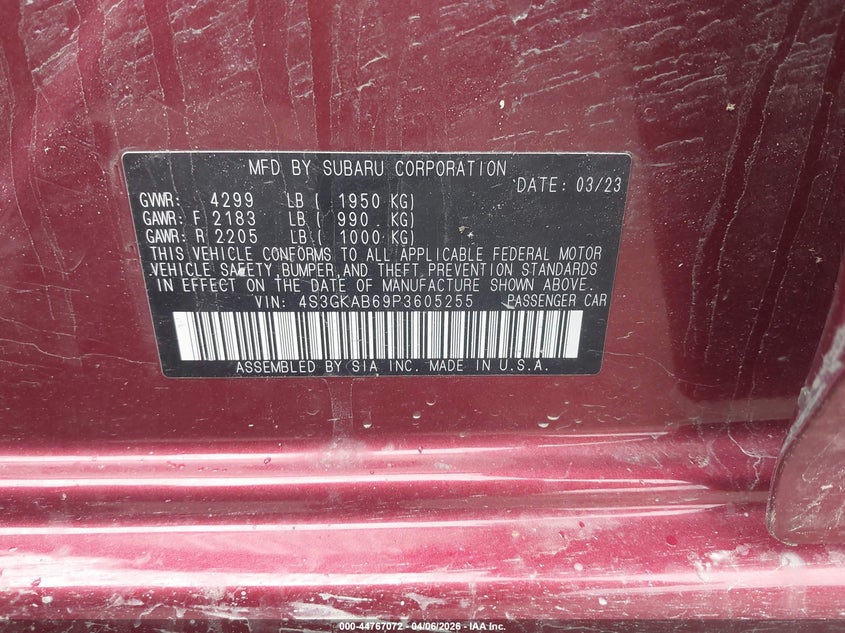 MFD BY SUBARU CORPORATION
DATE: 03/23
GVWR: 4299 LB ( 1950 KG)
GAWR: F 2183 LB ( 990 KG)
GAWR: R 2205 LB ( 1000 KG)
THIS VEHICLE CONFORMS TO ALL APPLICABLE FEDERAL MOTOR
VEHICLE SAFETY, BUMPER, AND THEFT PREVENTION STANDARDS
IN EFFECT ON THE DATE OF MANUFACTURE SHOWN ABOVE.
VIN: 4S3GKAB69P3605255 PASSENGER CAR
ASSEMBLED BY SIA INC. MADE IN U.S.A.
000-44767072 - 04/06/2026 - IAA Inc.